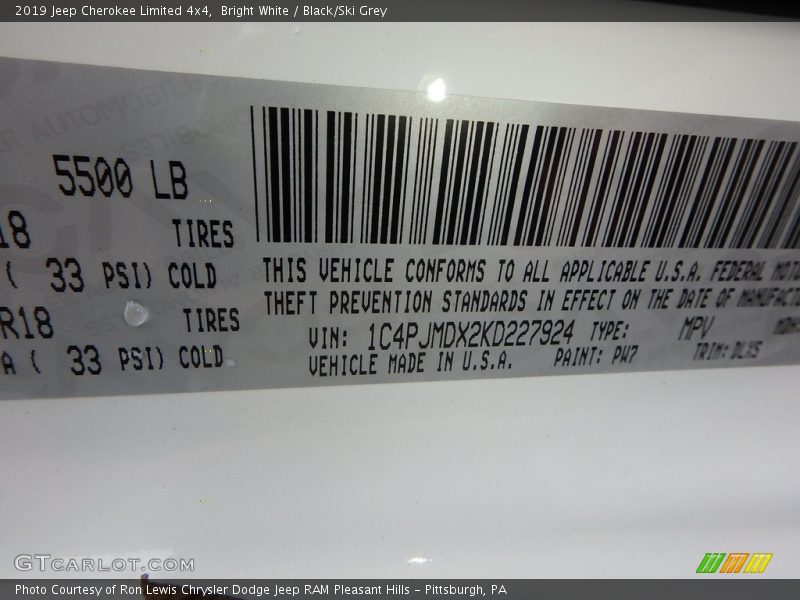 2019 Jeep Cherokee Limited 4x4, Bright White / Black/Ski Grey
5500 LB
18 TIRES
( 33 PSI) COLD
R18 TIRES
A ( 33 PSI) COLD
THIS VEHICLE CONFORMS TO ALL APPLICABLE U.S.A. FEDERAL MOTO
THEFT PREVENTION STANDARDS IN EFFECT ON THE DATE OF MANUFACT
VIN: 1C4PJMDX2KD227924 TYPE: MPV
VEHICLE MADE IN U.S.A. PAINT: PW7 TRIM: DLX5
GTCARLOT.COM
Photo Courtesy of Ron Lewis Chrysler Dodge Jeep RAM Pleasant Hills - Pittsburgh, PA